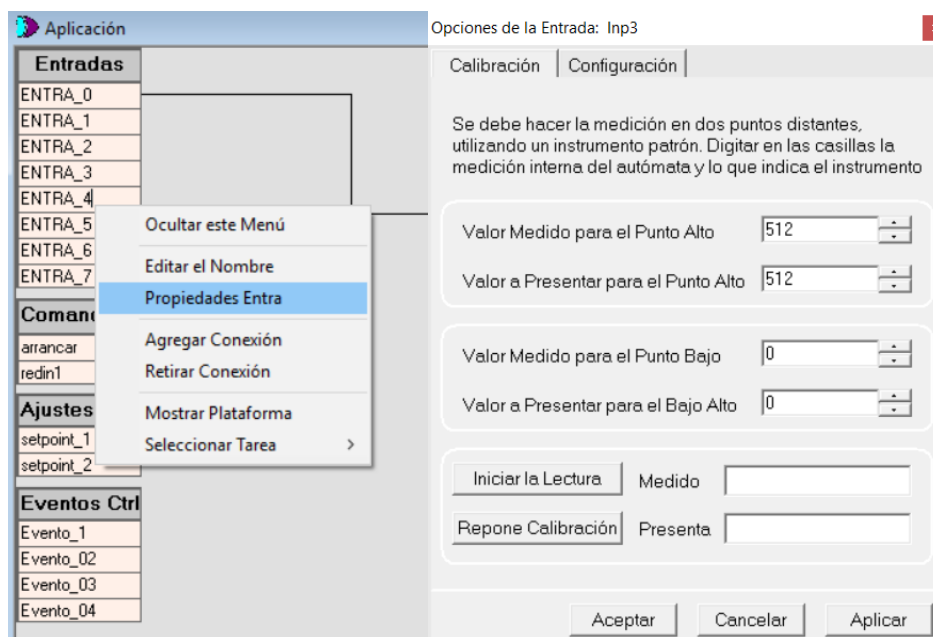 Aplicación
Entradas
ENTRA_0
ENTRA_1
ENTRA_2
ENTRA_3
ENTRA_4
ENTRA_5
ENTRA_6
ENTRA_7
Coman
arrancar
redin1
Ajustes
setpoint_1
setpoint_2
Eventos Ctrl
Evento_1
Evento_02
Evento_03
Evento_04
Ocultar este Menú
Editar el Nombre
Propiedades Entra
Agregar Conexión
Retirar Conexión
Mostrar Plataforma
Seleccionar Tarea
Opciones de la Entrada: Inp3
Calibración Configuración
Se debe hacer la medición en dos puntos distantes,
utilizando un instrumento patrón. Digitar en las casillas la
medición interna del autómata y lo que indica el instrumento
Valor Medido para el Punto Alto 512
Valor a Presentar para el Punto Alto 512
Valor Medido para el Punto Bajo 0
Valor a Presentar para el Bajo Alto 0
Iniciar la Lectura Medido
Repone Calibración Presenta
Aceptar Cancelar Aplicar